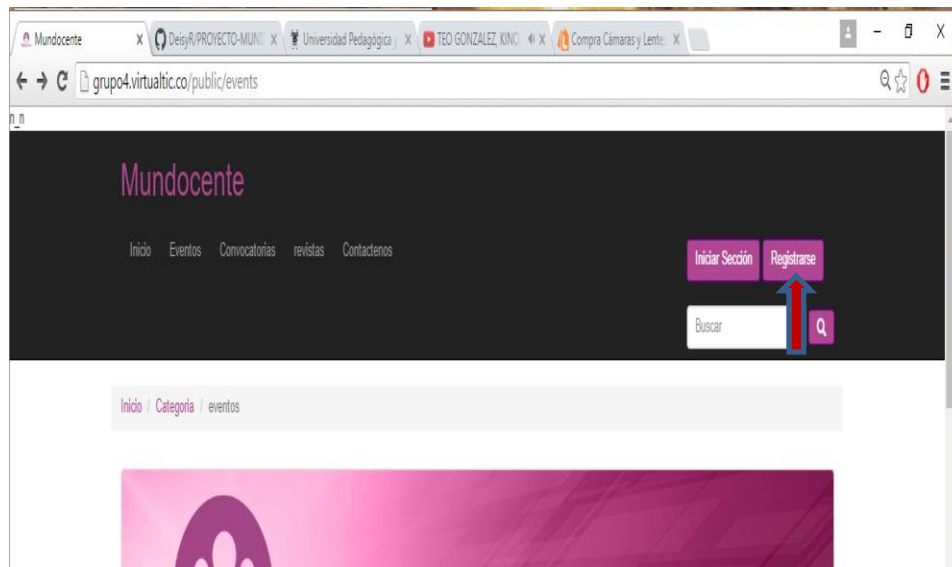 Mundocente
DeisyR/PROYECTO-MUN
Universidad Pedagógica y
TEO GONZALEZ, KINO
Compra Cámaras y Lente
grupo4.virtualtic.co/public/events
n_n
Mundocente
Inicio Eventos Convocatorias revistas Contactenos
Iniciar Sección Registrarse
Buscar
Inicio / Categoria / eventos